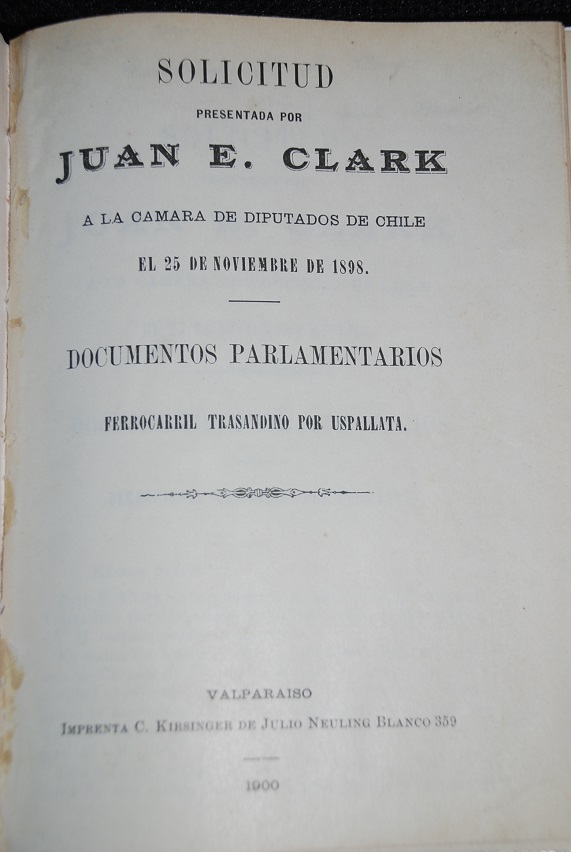 SOLICITUD
PRESENTADA POR
JUAN E. CLARK
A LA CAMARA DE DIPUTADOS DE CHILE
EL 25 DE NOVIEMBRE DE 1898.
DOCUMENTOS PARLAMENTARIOS
FERROCARRIL TRASANDINO POR USPALLATA.
VALPARAISO
IMPRENTA C. KIRSINGER DE JULIO NEULING BLANCO 359
1900